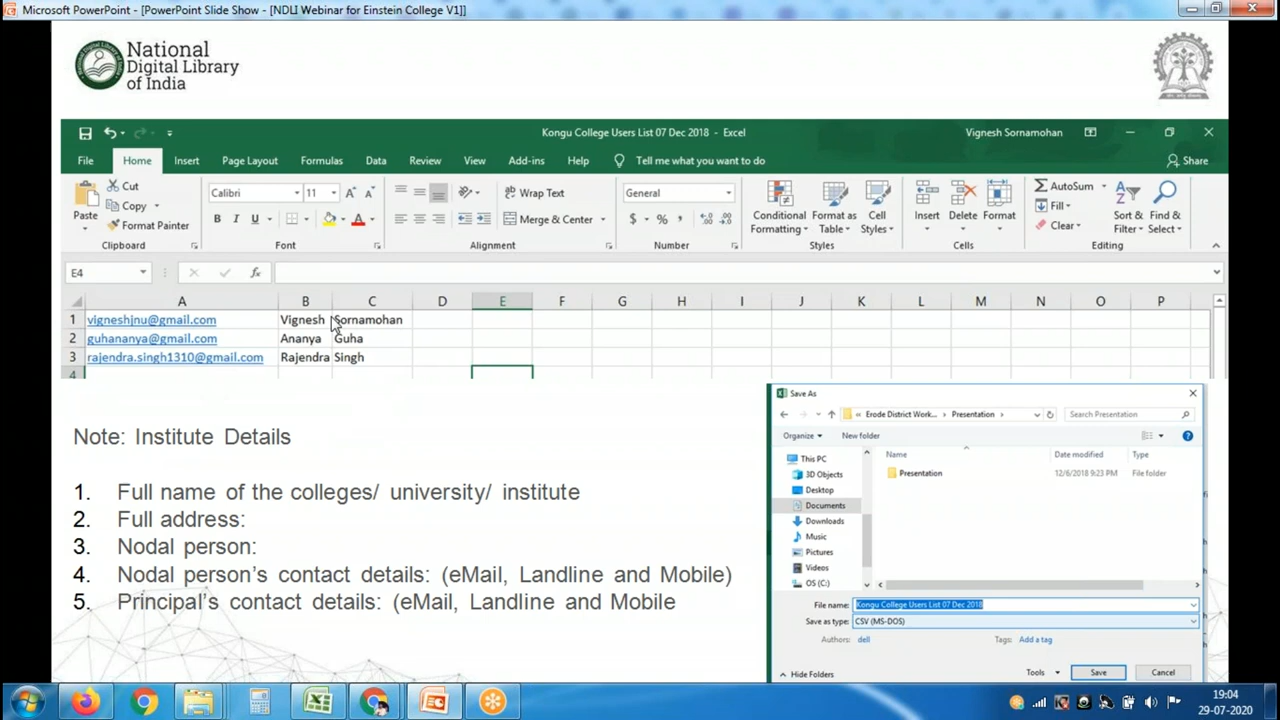 Microsoft PowerPoint - [PowerPoint Slide Show - [NDLI Webinar for Einstein College V1]]
National
Digital Library
of India
Kongu College Users List 07 Dec 2018 - Excel
Vignesh Sornamohan
File Home Insert Page Layout Formulas Data Review View Add-ins Help Tell me what you want to do Share
Paste
Cut
Copy
Format Painter
Clipboard
Calibri 11
B I U
Font
Wrap Text
Merge & Center
Alignment
General
$ % ,
Number
Conditional Formatting
Format as Table
Cell Styles
Styles
Insert Delete Format
Cells
AutoSum
Fill
Clear
Sort & Filter
Find & Select
Editing
E4 fx
A B C D E F G H I J K L M N O P
1 vigneshjnu@gmail.com Vignesh Sornamohan
2 guhananya@gmail.com Ananya Guha
3 rajendra.singh1310@gmail.com Rajendra Singh
4
Note: Institute Details
1. Full name of the colleges/ university/ institute
2. Full address:
3. Nodal person:
4. Nodal person's contact details: (eMail, Landline and Mobile)
5. Principal's contact details: (eMail, Landline and Mobile
Save As
« Erode District Work... > Presentation >
Search Presentation
Organize New folder
Name Date modified Type
Presentation 12/6/2018 9:23 PM File folder
This PC
3D Objects
Desktop
Documents
Downloads
Music
Pictures
Videos
OS (C:)
File name: Kongu College Users List 07 Dec 2018
Save as type: CSV (MS-DOS)
Authors: dell Tags: Add a tag
Hide Folders Tools Save Cancel
19:04
29-07-2020